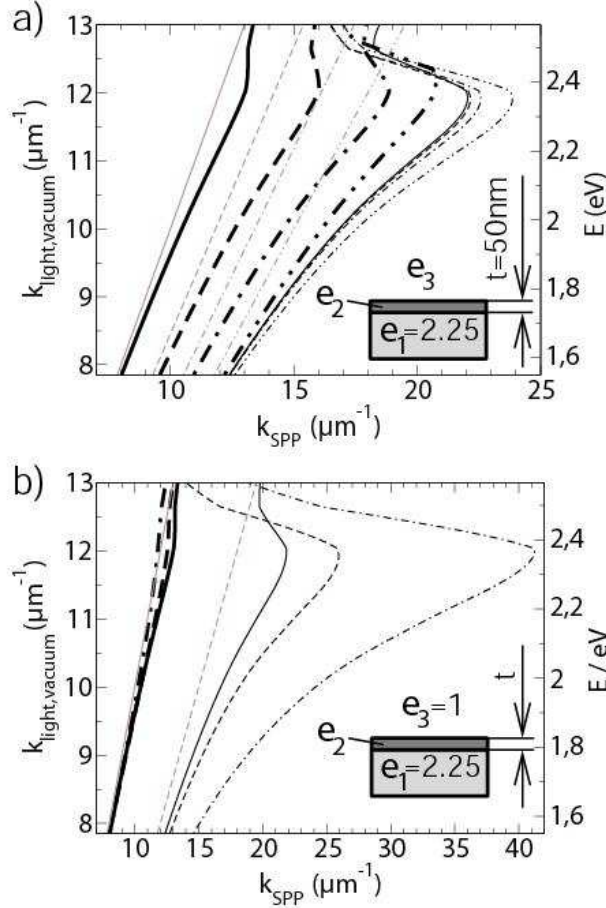 a)
13
12
11
10
9
8
k_light,vacuum (µm⁻¹)
2,4
2,2
2
1,8
1,6
E (eV)
t=50nm
e₃
e₂
e₁=2.25
10
15
20
25
k_SPP (µm⁻¹)
b)
13
12
11
10
9
8
k_light,vacuum (µm⁻¹)
2,4
2,2
2
1,8
1,6
E / eV
t
e₃=1
e₂
e₁=2.25
10
15
20
25
30
35
40
k_SPP (µm⁻¹)